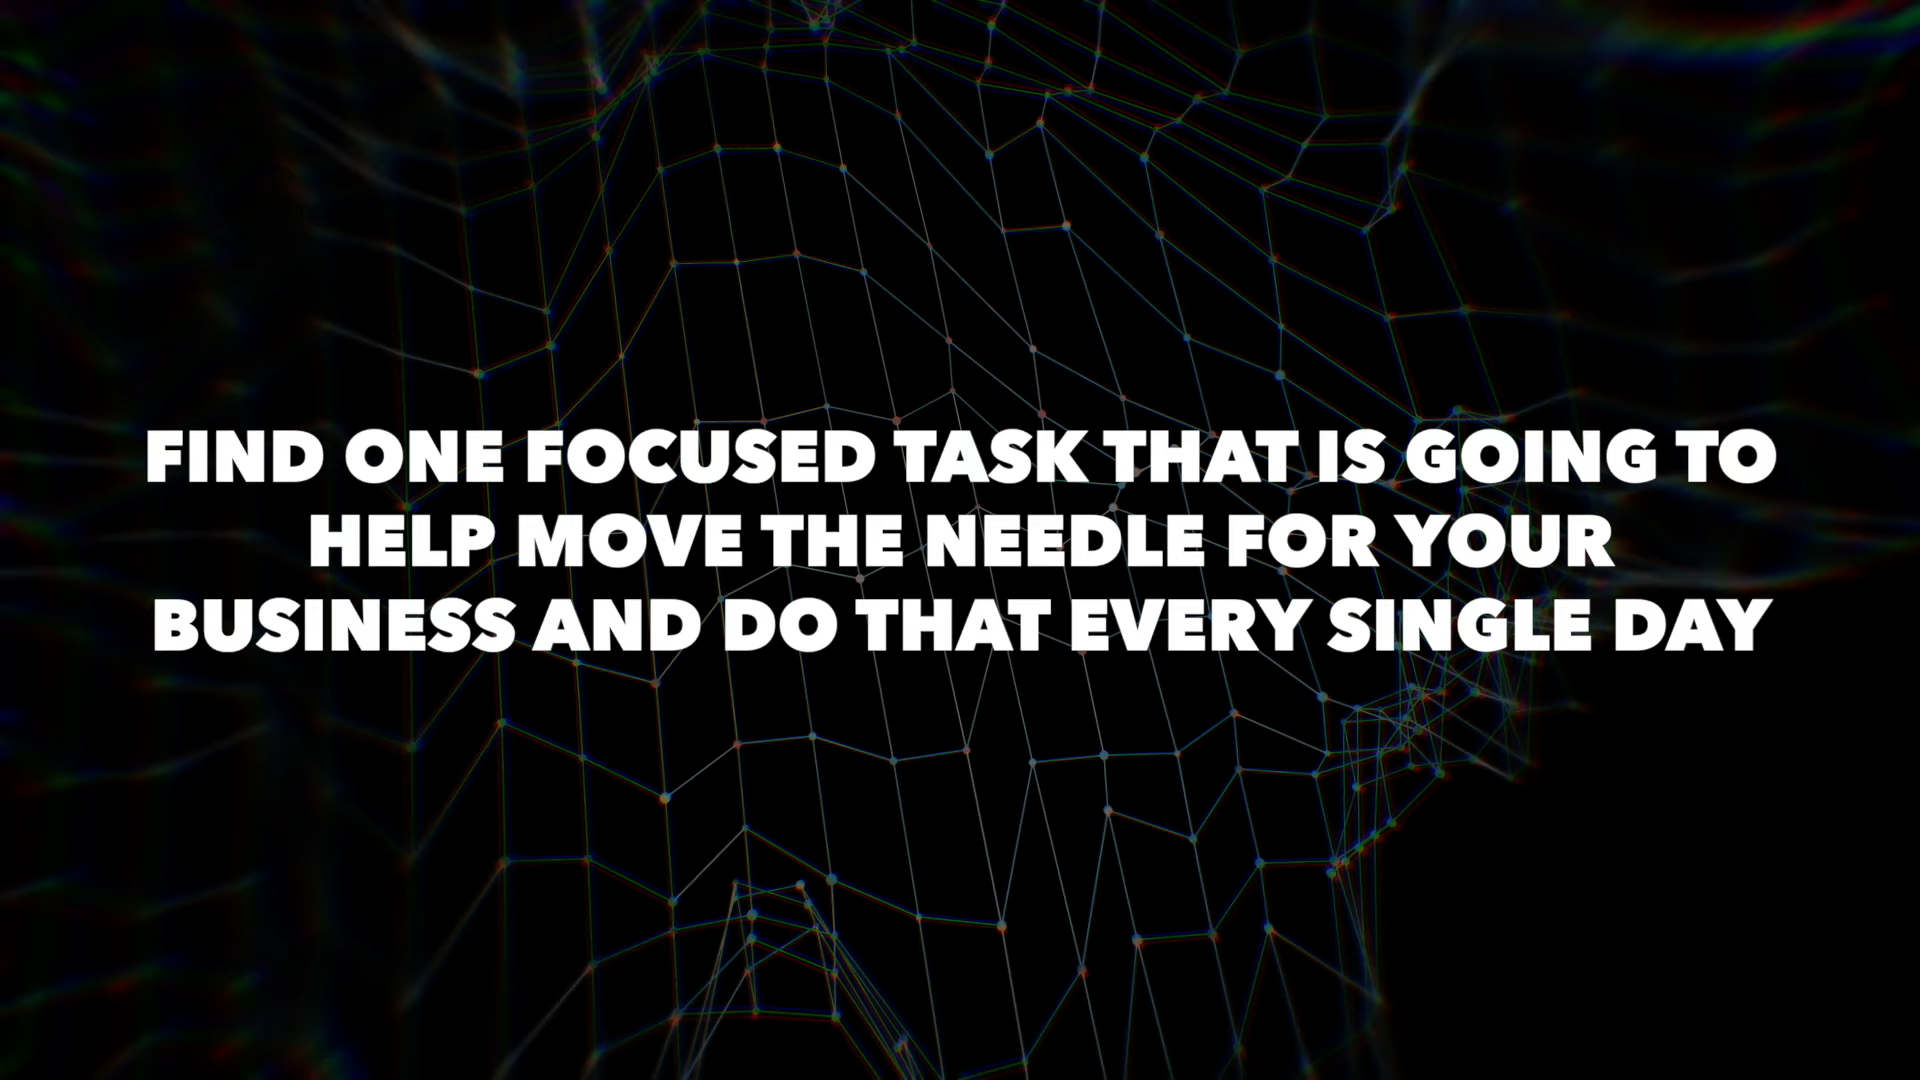 FIND ONE FOCUSED TASK THAT IS GOING TO
HELP MOVE THE NEEDLE FOR YOUR
BUSINESS AND DO THAT EVERY SINGLE DAY